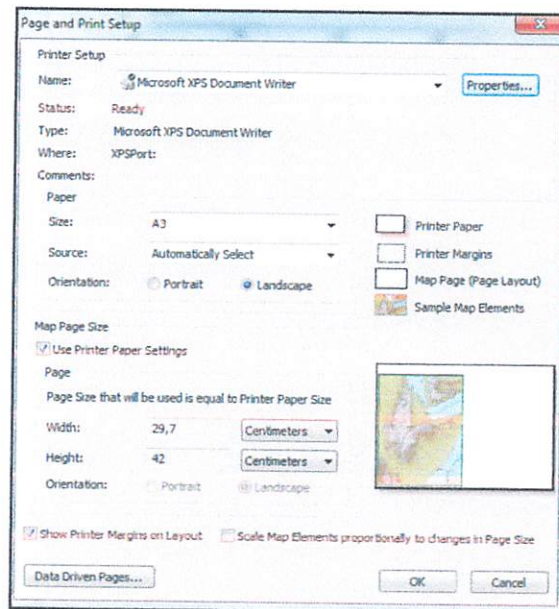 Page and Print Setup
Printer Setup
Name: Microsoft XPS Document Writer Properties...
Status: Ready
Type: Microsoft XPS Document Writer
Where: XPSPort:
Comments:
Paper
Size: A3 Printer Paper
Source: Automatically Select Printer Margins
Orientation: Portrait Landscape Map Page (Page Layout)
Sample Map Elements
Map Page Size
Use Printer Paper Settings
Page
Page Size that will be used is equal to Printer Paper Size
Width: 29,7 Centimeters
Height: 42 Centimeters
Orientation: Portrait Landscape
Show Printer Margins on Layout Scale Map Elements proportionally to changes in Page Size
Data Driven Pages... OK Cancel